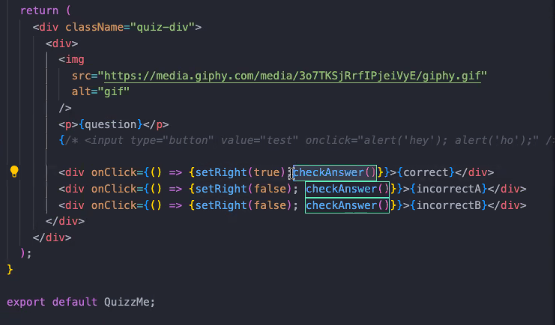 return (
<div className="quiz-div">
<div>
<img
src="https://media.giphy.com/media/3o7TKSjRrfIPjeiVyE/giphy.gif"
alt="gif"
/>
<p>{question}</p>
{/* <input type="button" value="test" onclick="alert('hey'); alert('ho');" />
<div onClick={() => {setRight(true);checkAnswer()}}>{correct}</div>
<div onClick={() => {setRight(false); checkAnswer()}}>{incorrectA}</div>
<div onClick={() => {setRight(false); checkAnswer()}}>{incorrectB}</div>
</div>
</div>
);
}
export default QuizzMe;